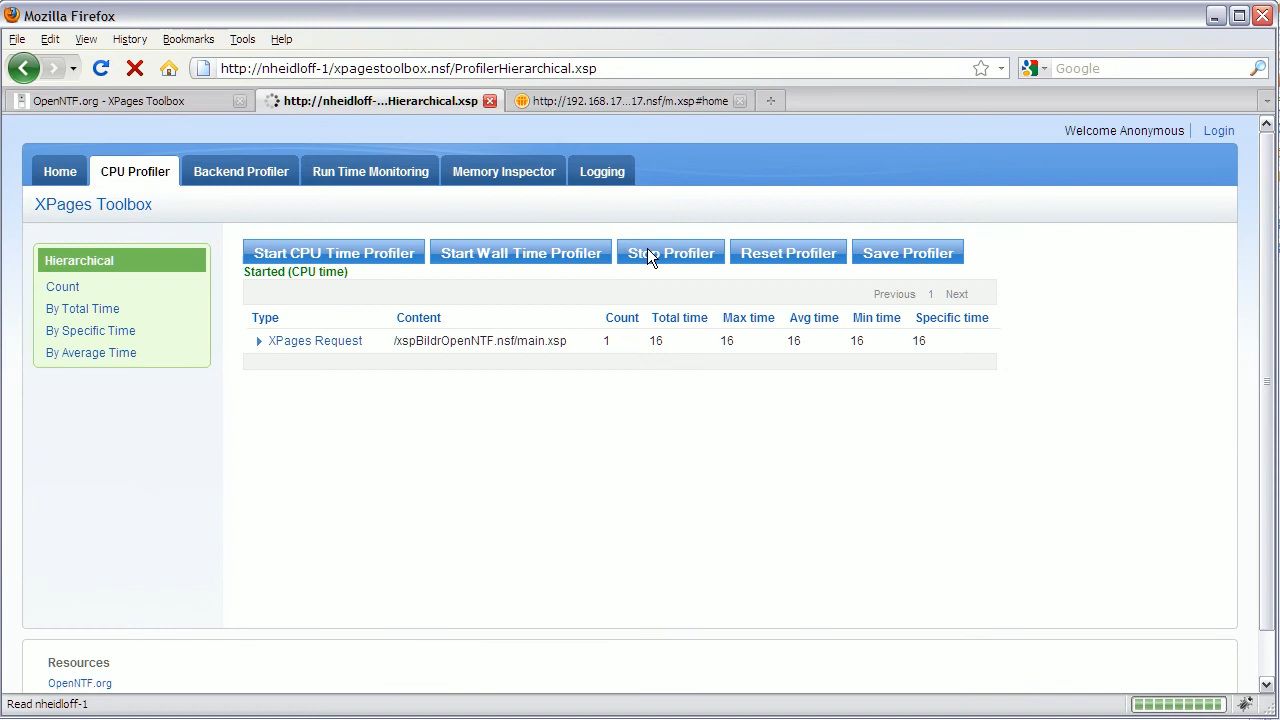 Mozilla Firefox
File Edit View History Bookmarks Tools Help
http://nheidloff-1/xpagestoolbox.nsf/ProfilerHierarchical.xsp
Google
OpenNTF.org - XPages Toolbox
http://nheidloff-...Hierarchical.xsp
http://192.168.17...17.nsf/m.xsp#home
Welcome Anonymous Login
Home CPU Profiler Backend Profiler Run Time Monitoring Memory Inspector Logging
XPages Toolbox
Hierarchical
Count
By Total Time
By Specific Time
By Average Time
Start CPU Time Profiler Start Wall Time Profiler Stop Profiler Reset Profiler Save Profiler
Started (CPU time)
Previous 1 Next
Type Content Count Total time Max time Avg time Min time Specific time
XPages Request /xspBildrOpenNTF.nsf/main.xsp 1 16 16 16 16 16
Resources
OpenNTF.org
Read nheidloff-1